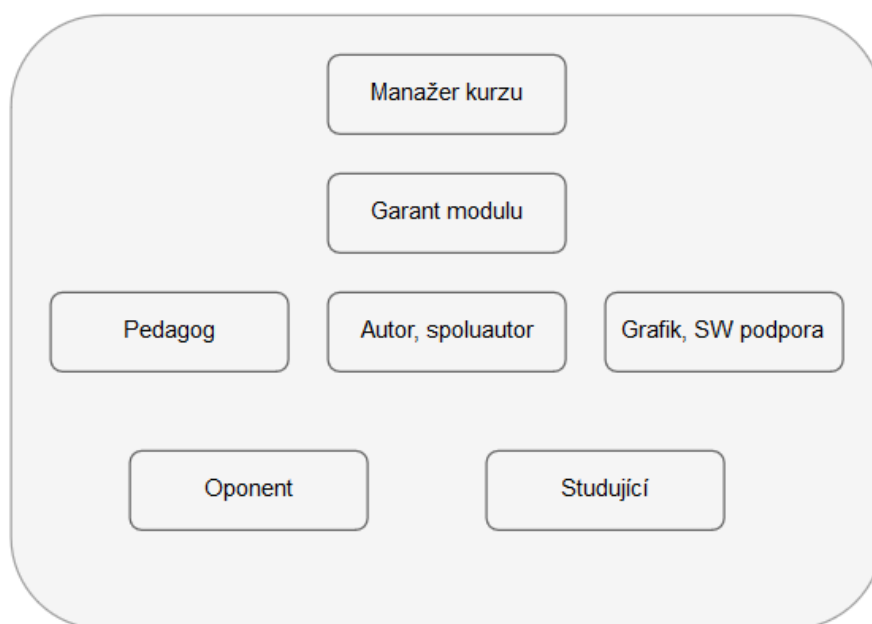 Manažer kurzu
Garant modulu
Pedagog
Autor, spoluautor
Grafik, SW podpora
Oponent
Studující